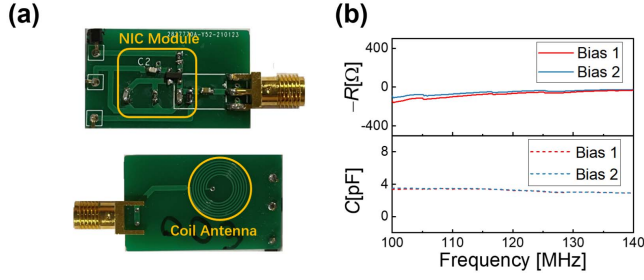 (a)
NIC Module
C2
Coil Antenna
(b)
–R[Ω]
400
0
-400
Bias 1
Bias 2
C[pF]
8
4
0
Bias 1
Bias 2
100
110
120
130
140
Frequency [MHz]